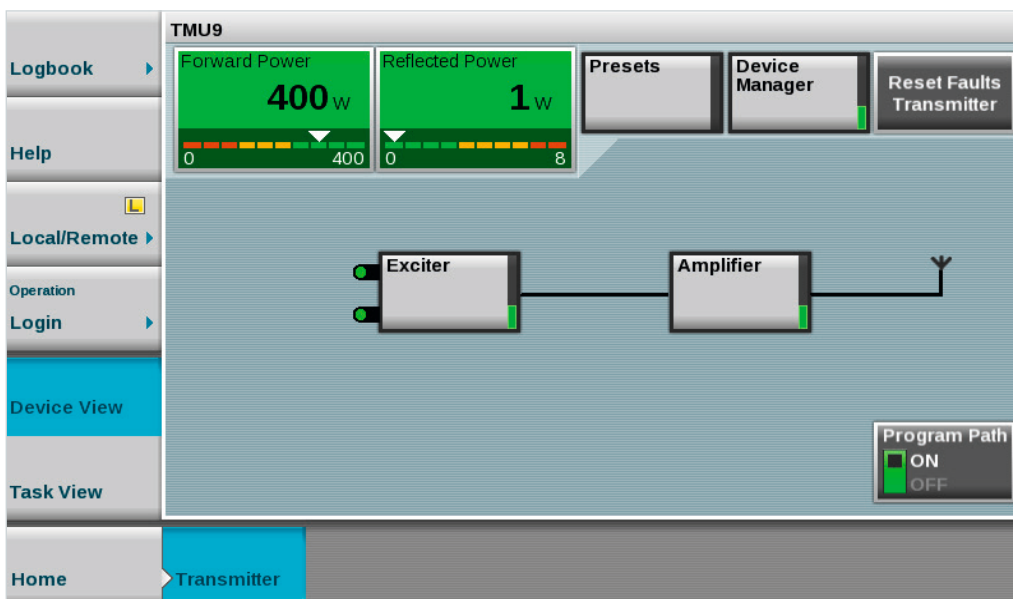 TMU9
Logbook
Help
L
Local/Remote
Operation
Login
Device View
Task View
Home
Forward Power
400 W
0 400
Reflected Power
1 W
0 8
Presets
Device
Manager
Reset Faults
Transmitter
Exciter
Amplifier
Program Path
ON
OFF
Transmitter